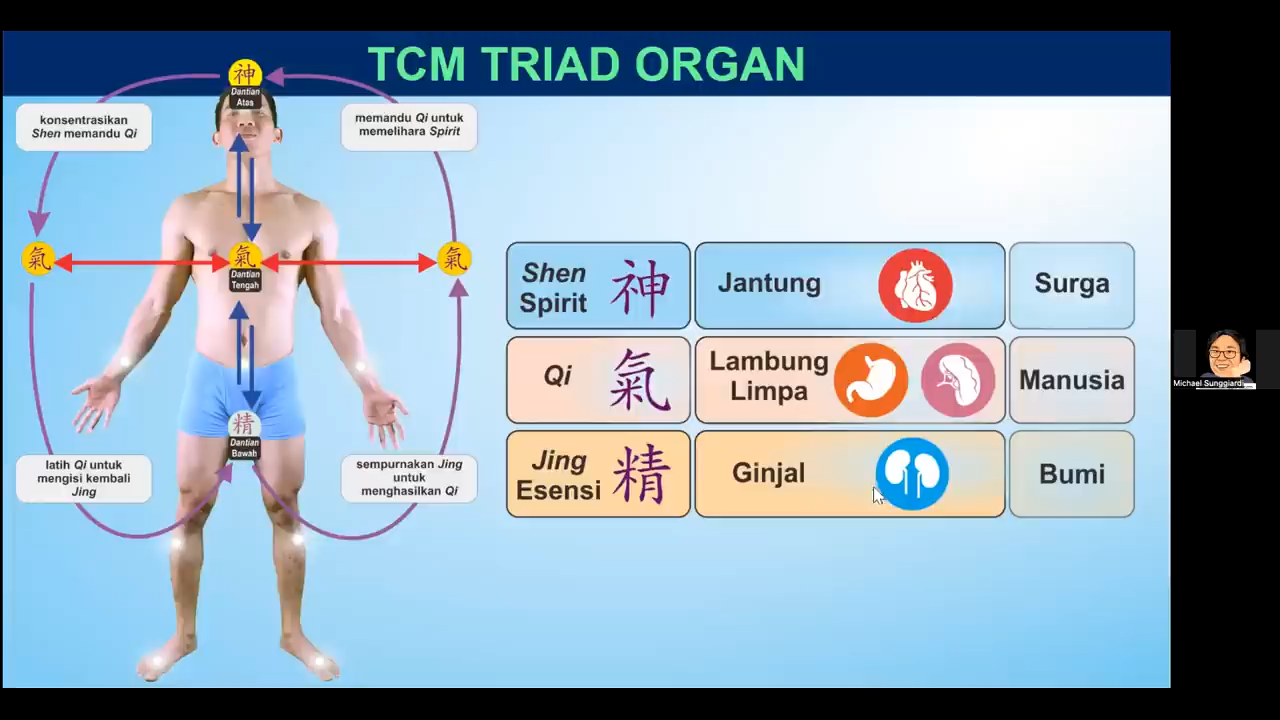 TCM TRIAD ORGAN
神
Dantian
Atas
konsentrasikan
Shen memandu Qi
memandu Qi untuk
memelihara Spirit
氣
氣
Dantian
Tengah
氣
精
Dantian
Bawah
latih Qi untuk
mengisi kembali
Jing
sempurnakan Jing
untuk
menghasilkan Qi
Shen
Spirit
神
Jantung
Surga
Qi
氣
Lambung
Limpa
Manusia
Jing
Esensi
精
Ginjal
Bumi
Michael Sunggiardi